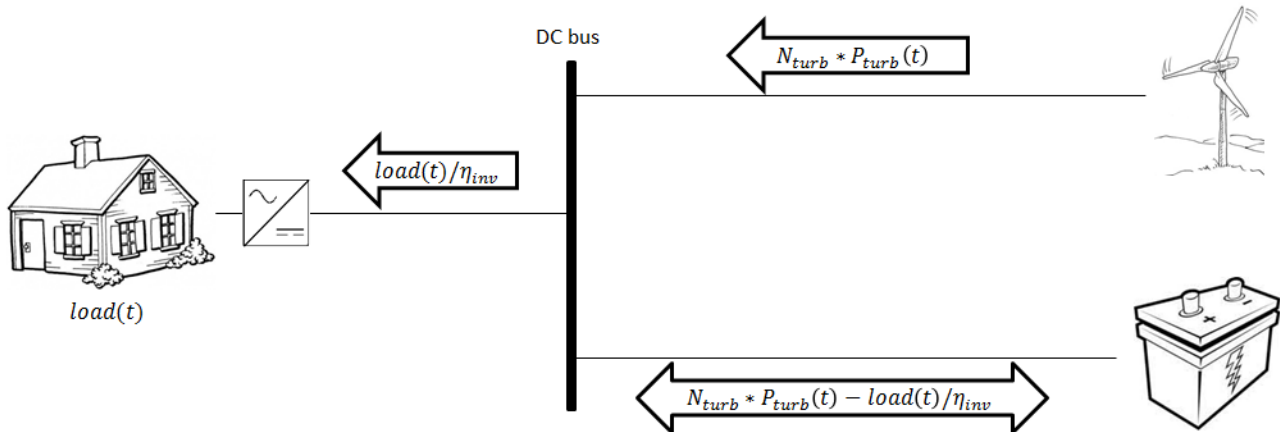 DC bus
N_turb * P_turb(t)
load(t)/η_inv
load(t)
+ −
N_turb * P_turb(t) − load(t)/η_inv